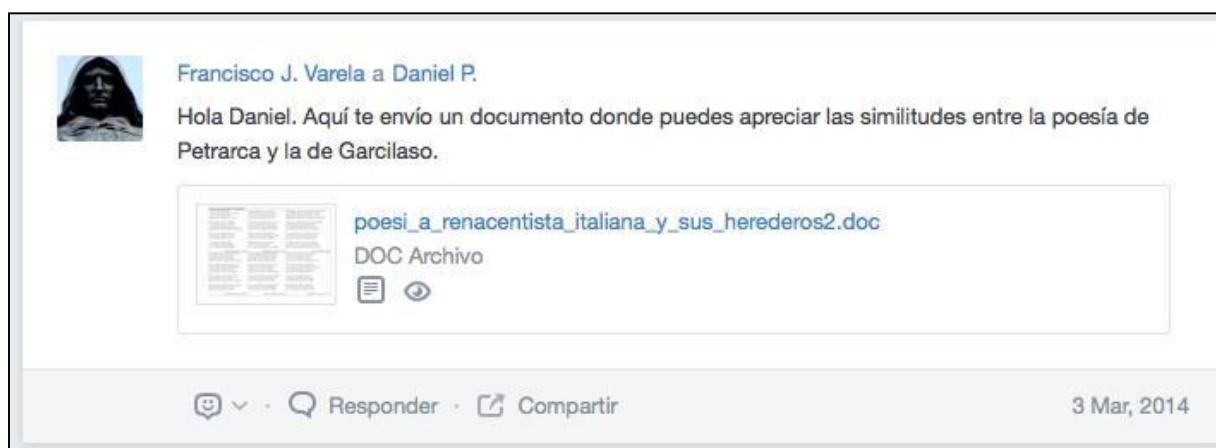 Francisco J. Varela a Daniel P.
Hola Daniel. Aquí te envío un documento donde puedes apreciar las similitudes entre la poesía de
Petrarca y la de Garcilaso.
poesi_a_renacentista_italiana_y_sus_herederos2.doc
DOC Archivo
Responder · Compartir
3 Mar, 2014